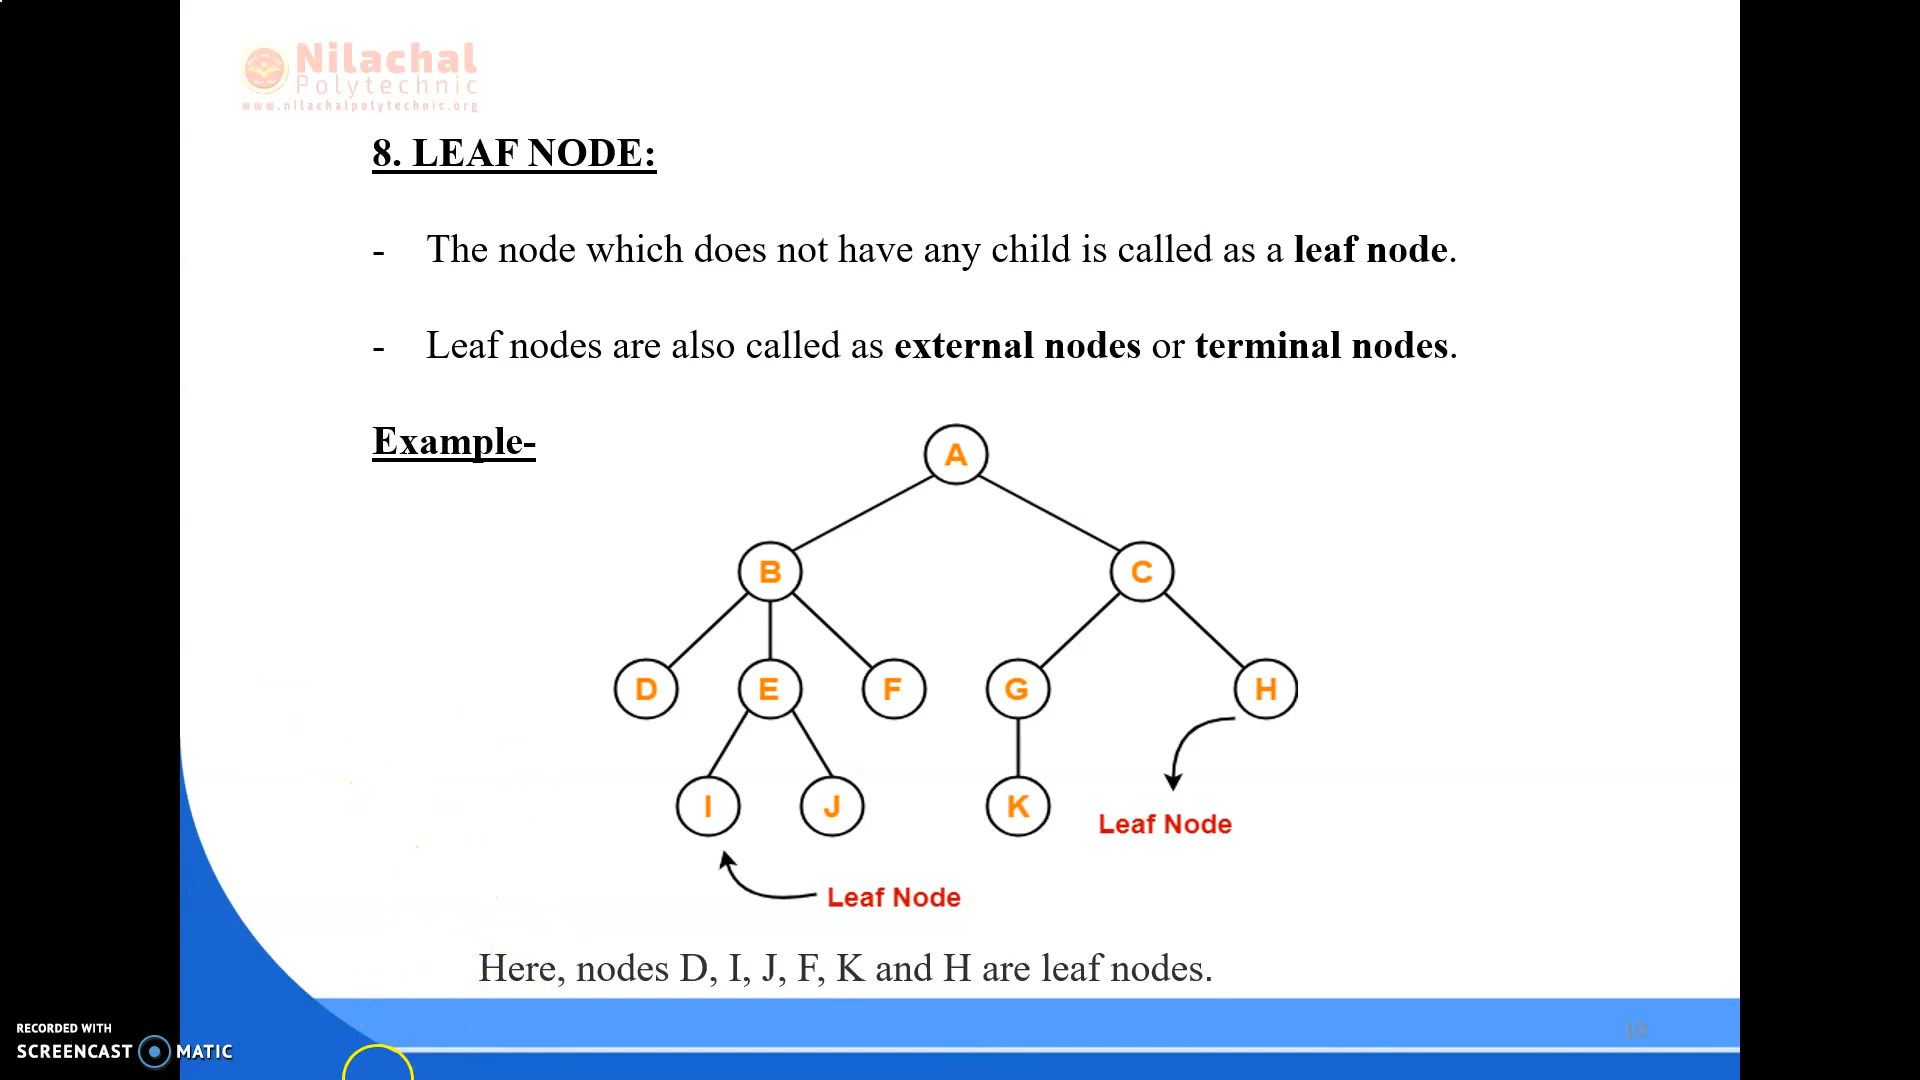 Nilachal
Polytechnic
www.nilachalpolytechnic.org
8. LEAF NODE:
- The node which does not have any child is called as a leaf node.
- Leaf nodes are also called as external nodes or terminal nodes.
Example-
A
B C
D E F G H
I J K
Leaf Node
Leaf Node
Here, nodes D, I, J, F, K and H are leaf nodes.
10
RECORDED WITH
SCREENCAST MATIC